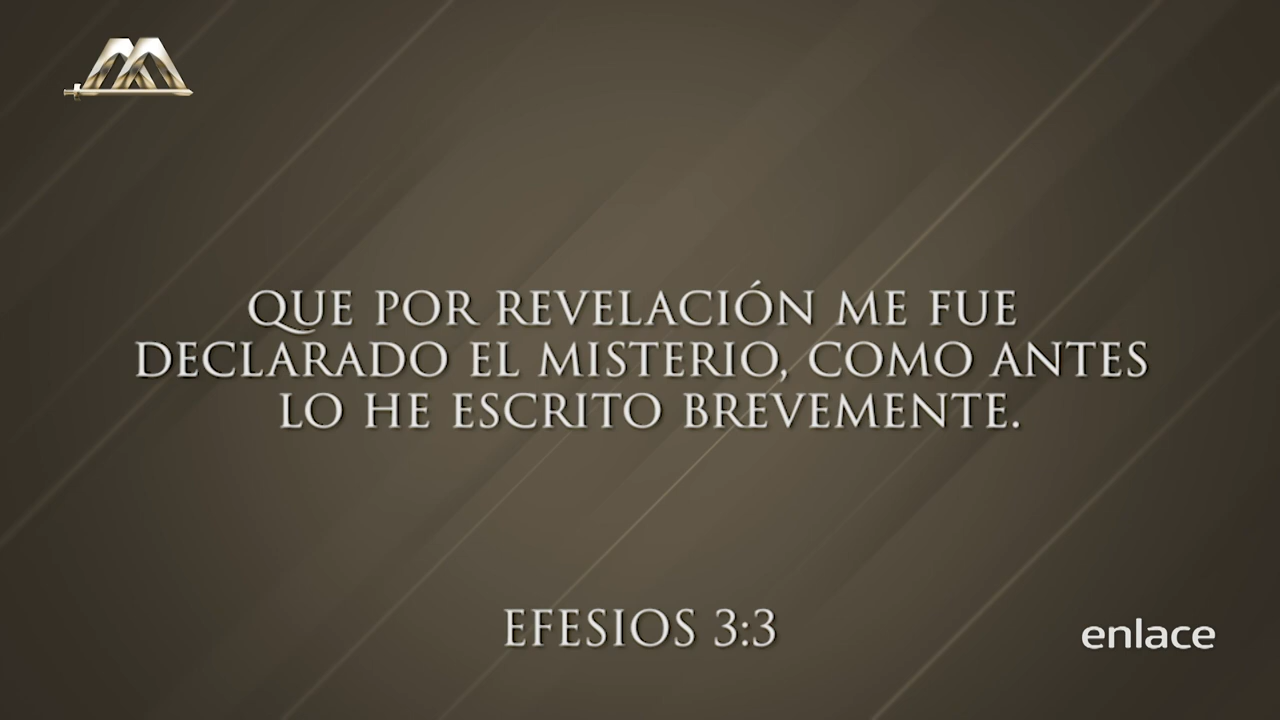 QUE POR REVELACIÓN ME FUE
DECLARADO EL MISTERIO, COMO ANTES
LO HE ESCRITO BREVEMENTE.
EFESIOS 3:3
enlace